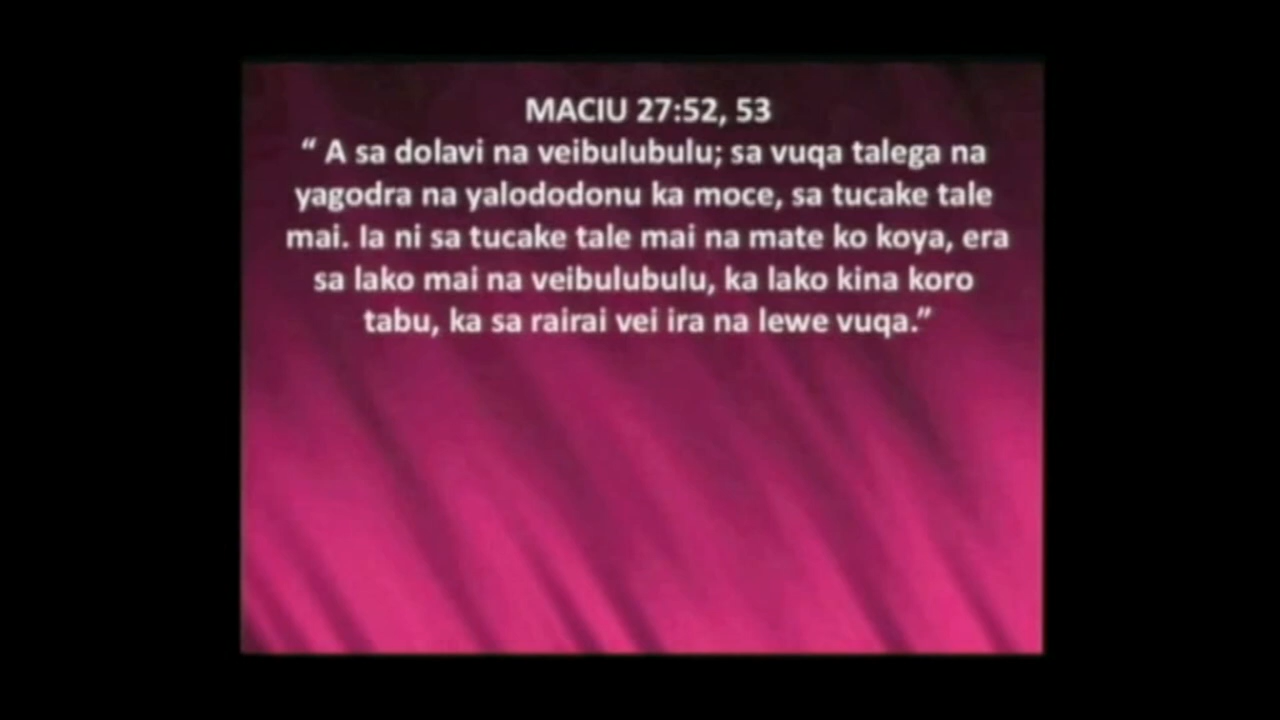 MACIU 27:52, 53
“ A sa dolavi na veibulubulu; sa vuqa talega na
yagodra na yalododonu ka moce, sa tucake tale
mai. Ia ni sa tucake tale mai na mate ko koya, era
sa lako mai na veibulubulu, ka lako kina koro
tabu, ka sa rairai vei ira na lewe vuqa.”